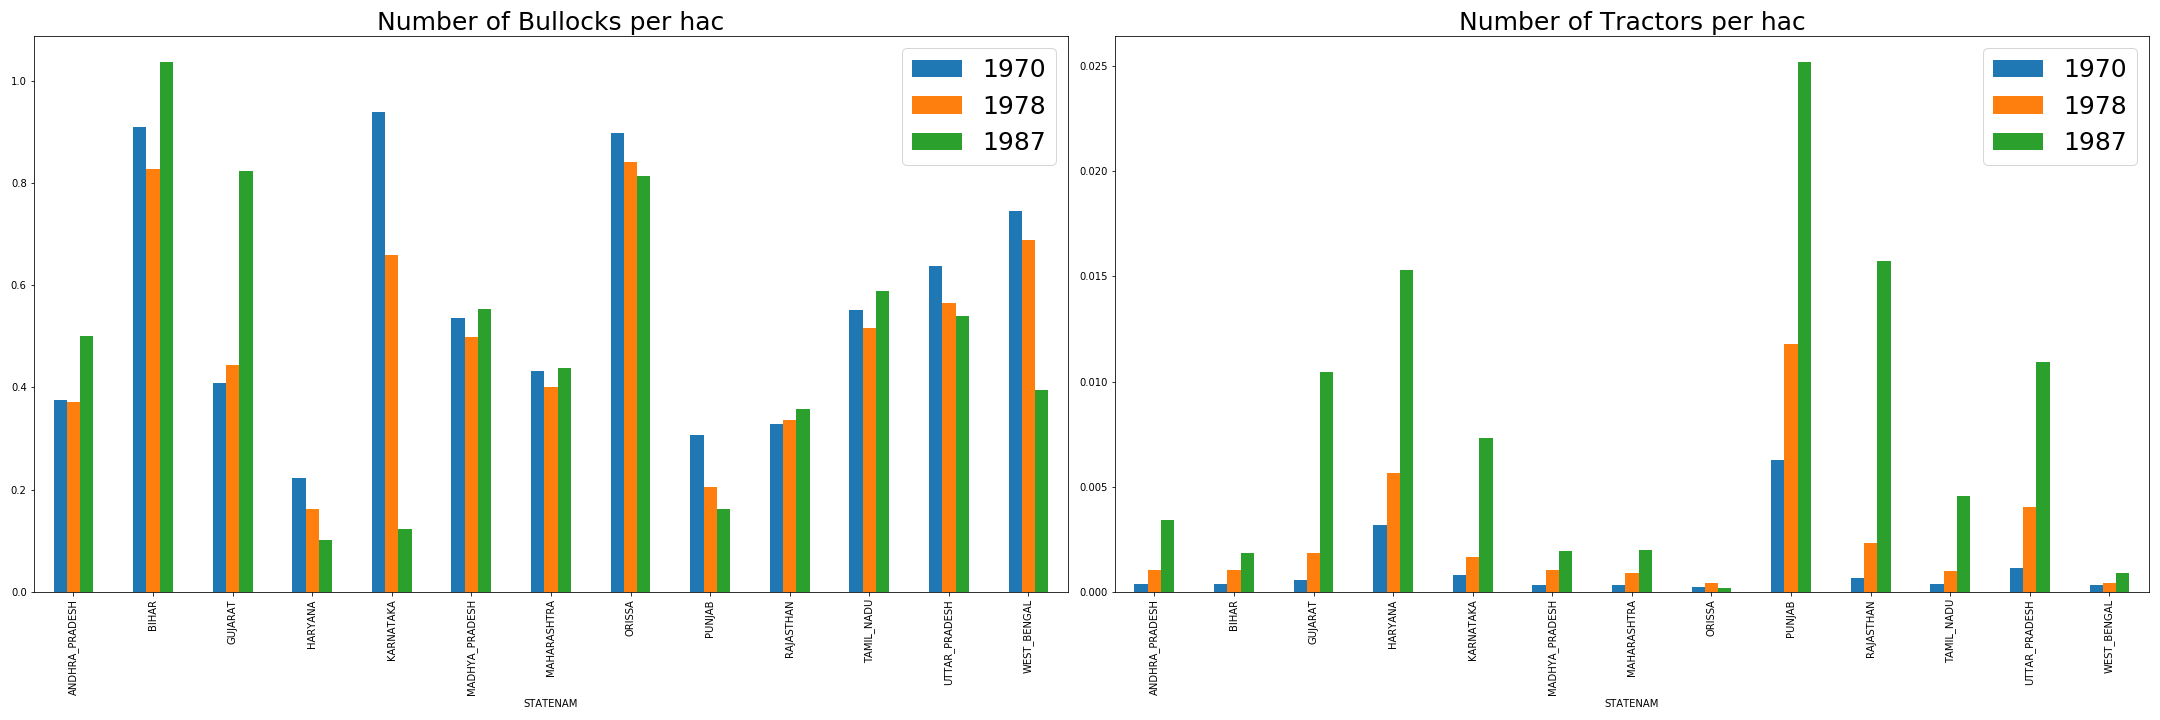 Number of Bullocks per hac
1970
1978
1987
1.0
0.8
0.6
0.4
0.2
0.0
ANDHRA_PRADESH
BIHAR
GUJARAT
HARYANA
KARNATAKA
MADHYA_PRADESH
MAHARASHTRA
ORISSA
PUNJAB
RAJASTHAN
TAMIL_NADU
UTTAR_PRADESH
WEST_BENGAL
STATENAM
Number of Tractors per hac
1970
1978
1987
0.025
0.020
0.015
0.010
0.005
0.000
ANDHRA_PRADESH
BIHAR
GUJARAT
HARYANA
KARNATAKA
MADHYA_PRADESH
MAHARASHTRA
ORISSA
PUNJAB
RAJASTHAN
TAMIL_NADU
UTTAR_PRADESH
WEST_BENGAL
STATENAM